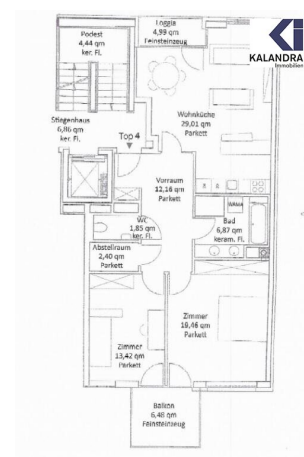 Loggia
4,99 qm
Feinsteinzeug
Podest
4,44 qm
ker. Fl.
KALANDRA
Immobilien
Stiegenhaus
6,86 qm
ker. Fl.
Top 4
Wohnküche
29,01 qm
Parkett
Vorraum
12,16 qm
Parkett
WC
1,85 qm
ker. Fl.
Bad
6,87 qm
keram. Fl.
Abstellraum
2,40 qm
Parkett
Zimmer
19,46 qm
Parkett
Zimmer
13,42 qm
Parkett
Balkon
6,48 qm
Feinsteinzeug